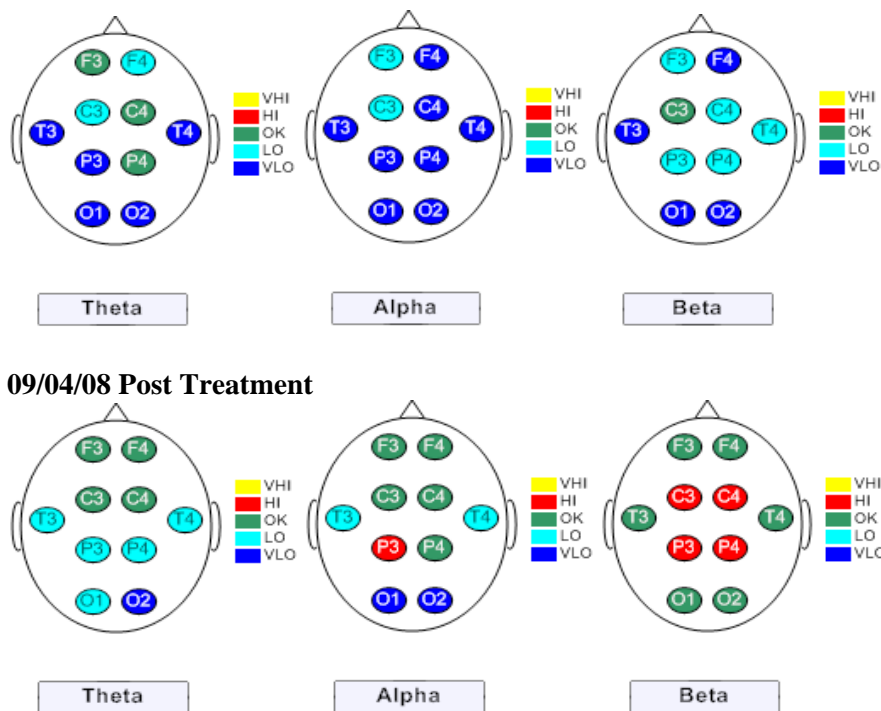 F3 F4 F3 F4 F3 F4
VHI VHI VHI
C3 C4 HI C3 C4 HI C3 C4 HI
T3 T4 OK T3 T4 OK T3 T4 OK
LO LO LO
P3 P4 VLO P3 P4 VLO P3 P4 VLO
O1 O2 O1 O2 O1 O2
Theta Alpha Beta
09/04/08 Post Treatment
F3 F4 F3 F4 F3 F4
VHI VHI VHI
C3 C4 HI C3 C4 HI C3 C4 HI
T3 T4 OK T3 T4 OK T3 T4 OK
LO LO LO
P3 P4 VLO P3 P4 VLO P3 P4 VLO
O1 O2 O1 O2 O1 O2
Theta Alpha Beta